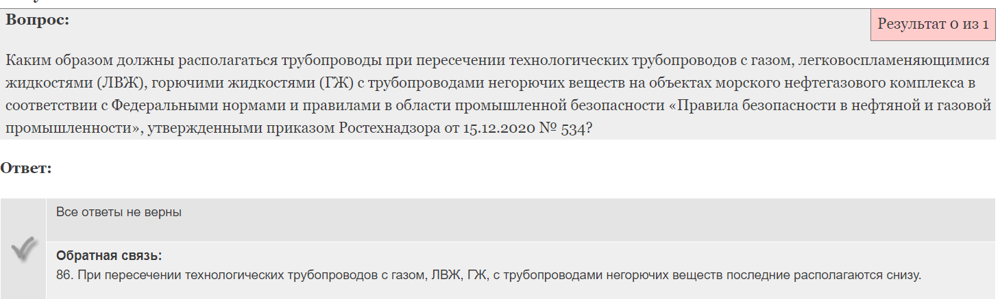 Вопрос:
Результат 0 из 1
Каким образом должны располагаться трубопроводы при пересечении технологических трубопроводов с газом, легковоспламеняющимися
жидкостями (ЛВЖ), горючими жидкостями (ГЖ) с трубопроводами негорючих веществ на объектах морского нефтегазового комплекса в
соответствии с Федеральными нормами и правилами в области промышленной безопасности «Правила безопасности в нефтяной и газовой
промышленности», утвержденными приказом Ростехнадзора от 15.12.2020 № 534?
Ответ:
Все ответы не верны
Обратная связь:
86. При пересечении технологических трубопроводов с газом, ЛВЖ, ГЖ, с трубопроводами негорючих веществ последние располагаются снизу.